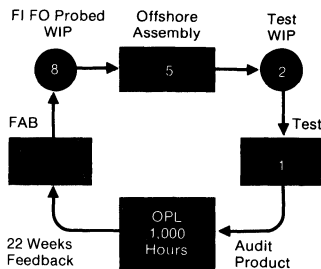 FI FO Probed
WIP
Offshore
Assembly
Test
WIP
8
5
2
FAB
Test
1
OPL
1,000
Hours
22 Weeks
Feedback
Audit
Product